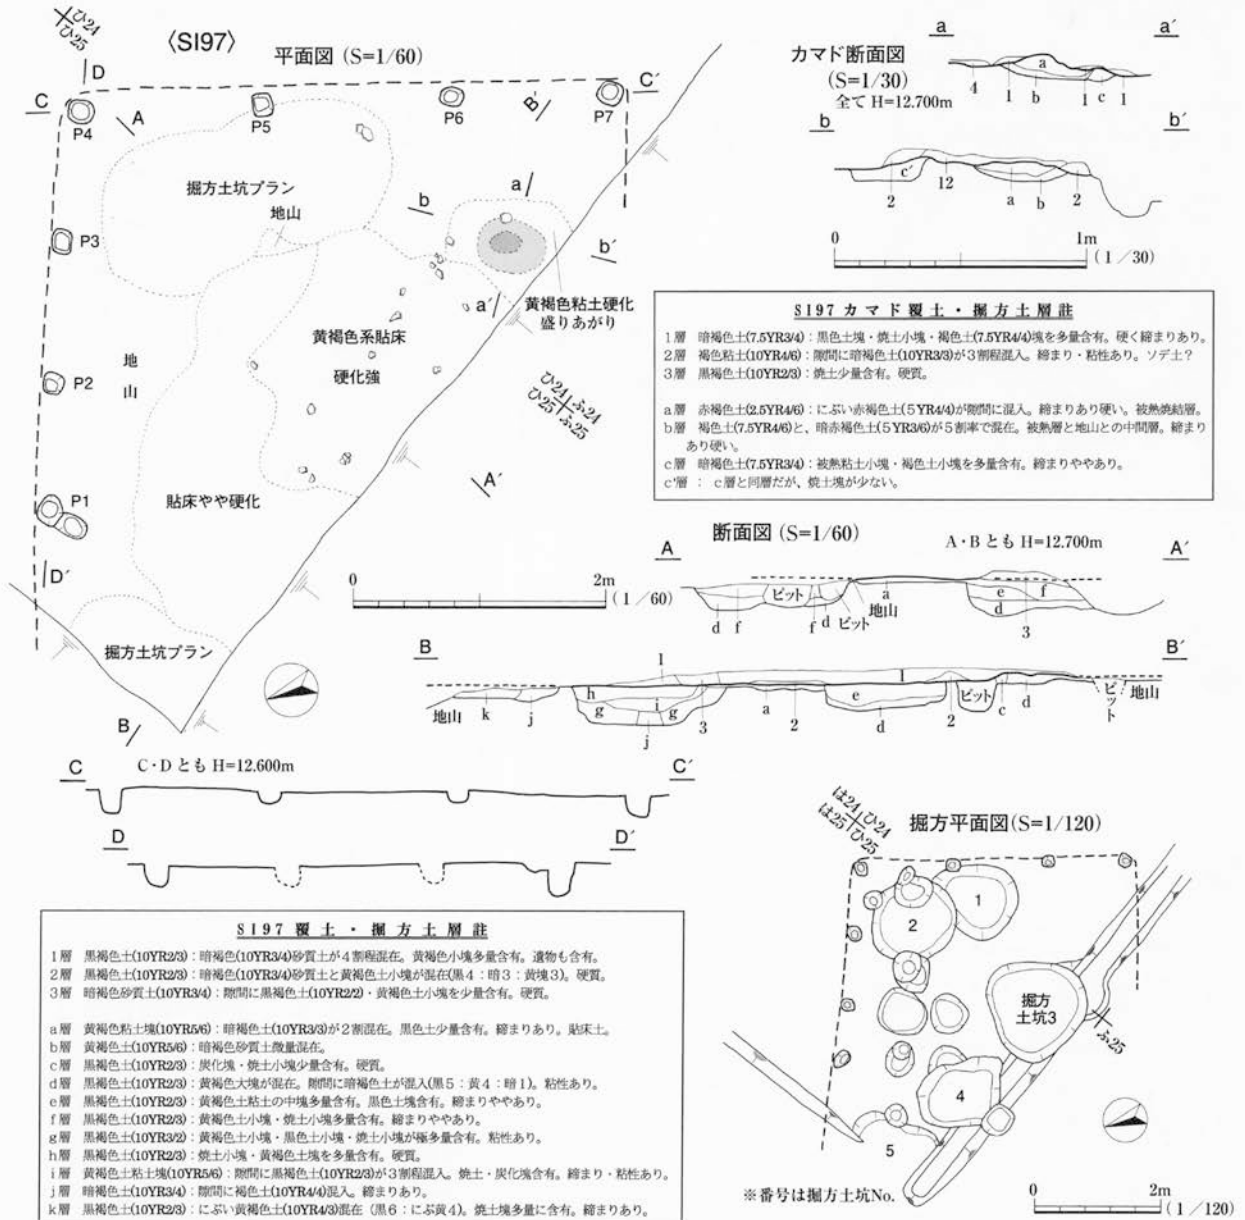 ひ24
ひ25
〈SI97〉
平面図 (S=1/60)
D
C
C′
A
B′
P4
P5
P6
P7
掘方土坑プラン
地山
a
b
P3
b′
a′
黄褐色粘土硬化
盛りあがり
地
山
黄褐色系貼床
硬化強
P2
ひ24 ふ24
ひ25 ふ25
A′
P1
貼床やや硬化
D′
0 2m
(1/60)
掘方土坑プラン
B
カマド断面図
(S=1/30)
全て H=12.700m
a a′
a
4 1 b 1 c 1
b b′
c′
2 12 a b 2
0 1m
(1/30)
SI97 カマド覆土・掘方土層註
1層 暗褐色土(7.5YR3/4)：黒色土塊・焼土小塊・褐色土(7.5YR4/4)塊を多量含有。硬く締まりあり。
2層 褐色粘土(10YR4/6)：隙間に暗褐色土(10YR3/3)が3割程混入。締まり・粘性あり。ソデ土？
3層 黒褐色土(10YR2/3)：焼土少量含有。硬質。
a層 赤褐色土(2.5YR4/6)：にぶい赤褐色土(5YR4/4)が隙間に混入。締まりあり硬い。被熱焼結層。
b層 褐色土(7.5YR4/6)と、暗赤褐色土(5YR3/6)が5割率で混在。被熱層と地山との中間層。締まり
あり硬い。
c層 暗褐色土(7.5YR3/4)：被熱粘土小塊・褐色土小塊を多量含有。締まりややあり。
c′層 ： c層と同層だが、焼土塊が少ない。
断面図 (S=1/60)
A・BともH=12.700m
A A′
ピット a e f
d f f d ピット 地山 d 3
B B′
1 1
h g i g e ピット ピット 地山
地山 k j j 3 a 2 d 2 c d
C・DともH=12.600m
C C′
D D′
SI97 覆土・掘方土層註
1層 黒褐色土(10YR2/3)：暗褐色(10YR3/4)砂質土が4割程混在。黄褐色小塊多量含有。遺物も含有。
2層 黒褐色土(10YR2/3)：暗褐色(10YR3/4)砂質土と黄褐色土小塊が混在(黒4：暗3：黄塊3)。硬質。
3層 暗褐色砂質土(10YR3/4)：隙間に黒褐色土(10YR2/2)・黄褐色土小塊を少量含有。硬質。
a層 黄褐色粘土塊(10YR5/6)：暗褐色土(10YR3/3)が2割混在。黒色土少量含有。締まりあり。貼床土。
b層 黄褐色土(10YR5/6)：暗褐色砂質土微量混在。
c層 黒褐色土(10YR2/3)：炭化塊・焼土小塊少量含有。硬質。
d層 黒褐色土(10YR2/3)：黄褐色大塊が混在。隙間に暗褐色土が混入(黒5：黄4：暗1)。粘性あり。
e層 黒褐色土(10YR2/3)：黄褐色土粘土の中塊多量含有。黒色土塊含有。締まりややあり。
f層 黒褐色土(10YR2/3)：黄褐色土小塊・焼土小塊多量含有。締まりややあり。
g層 黒褐色土(10YR3/2)：黄褐色土小塊・黒色土小塊・焼土小塊が極多量含有。粘性あり。
h層 黒褐色土(10YR2/3)：焼土小塊・黄褐色土塊を多量含有。硬質。
i層 黄褐色土粘土塊(10YR5/6)：隙間に黒褐色土(10YR2/3)が3割程混入。焼土・炭化塊含有。締まり・粘性あり。
j層 暗褐色土(10YR3/4)：隙間に褐色土(10YR4/4)混入。締まりあり。
k層 黒褐色土(10YR2/3)：にぶい黄褐色土(10YR4/3)混在（黒6：にぶ黄4)。焼土塊多量に含有。締まりあり。
は24 ひ24
は25 ひ25
掘方平面図(S=1/120)
1
2
掘方
土坑3
ふ25
4
5
※番号は掘方土坑No.
0 2m
(1/120)